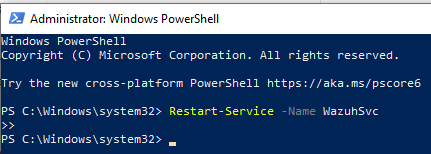 Administrator: Windows PowerShell
Windows PowerShell
Copyright (C) Microsoft Corporation. All rights reserved.
Try the new cross-platform PowerShell https://aka.ms/pscore6
PS C:\Windows\system32> Restart-Service -Name WazuhSvc
>>
PS C:\Windows\system32>